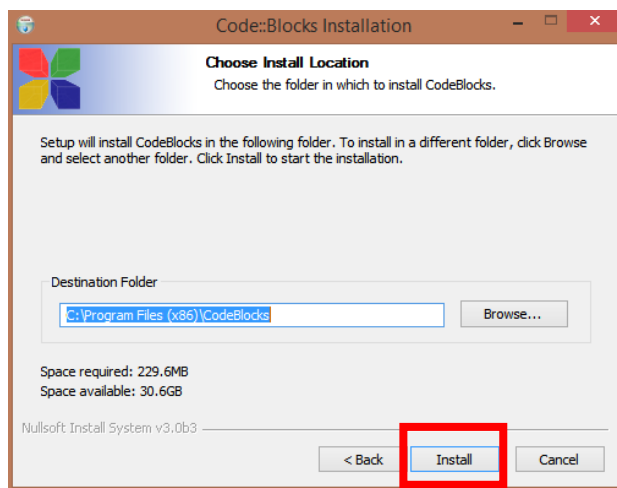 Code::Blocks Installation
Choose Install Location
Choose the folder in which to install CodeBlocks.
Setup will install CodeBlocks in the following folder. To install in a different folder, click Browse
and select another folder. Click Install to start the installation.
Destination Folder
C:\Program Files (x86)\CodeBlocks
Browse...
Space required: 229.6MB
Space available: 30.6GB
Nullsoft Install System v3.0b3
< Back Install Cancel